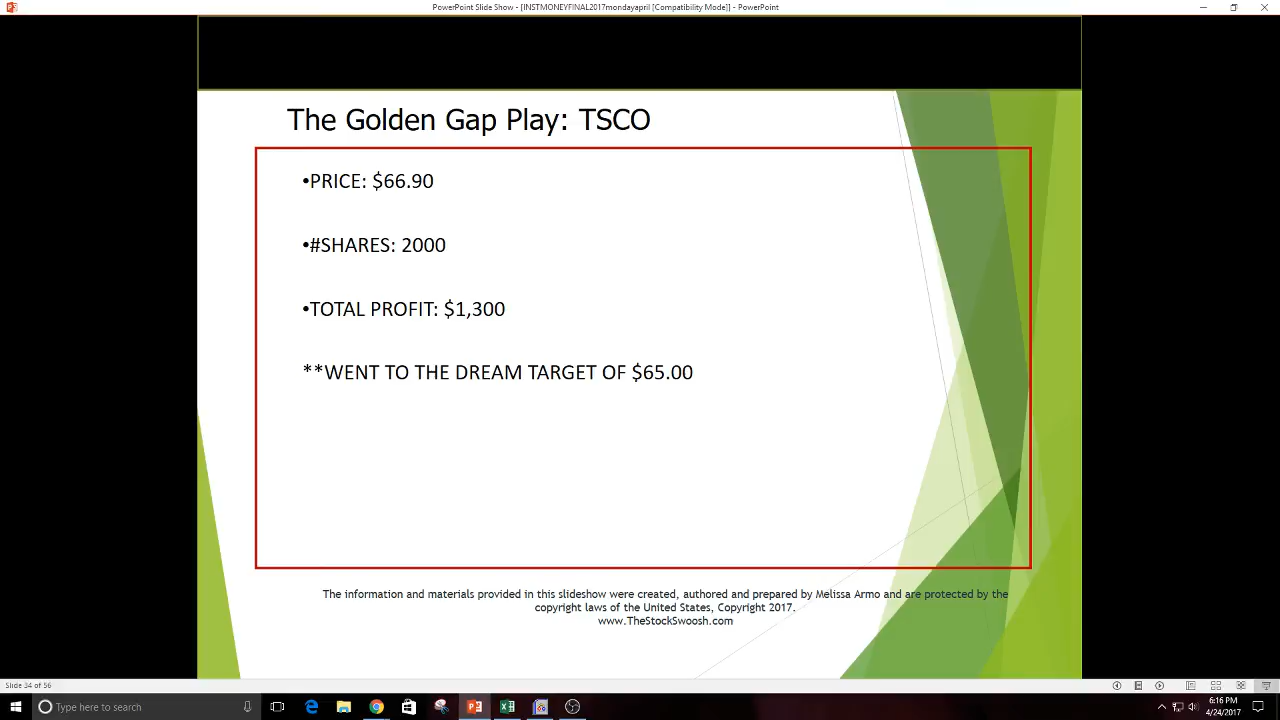 PowerPoint Slide Show - [INSTMONEYFINAL2017mondayapril [Compatibility Mode]] - PowerPoint
The Golden Gap Play: TSCO
•PRICE: $66.90
•#SHARES: 2000
•TOTAL PROFIT: $1,300
**WENT TO THE DREAM TARGET OF $65.00
The information and materials provided in this slideshow were created, authored and prepared by Melissa Armo and are protected by the
copyright laws of the United States, Copyright 2017.
www.TheStockSwoosh.com
Slide 34 of 56
Type here to search
6:16 PM
4/24/2017